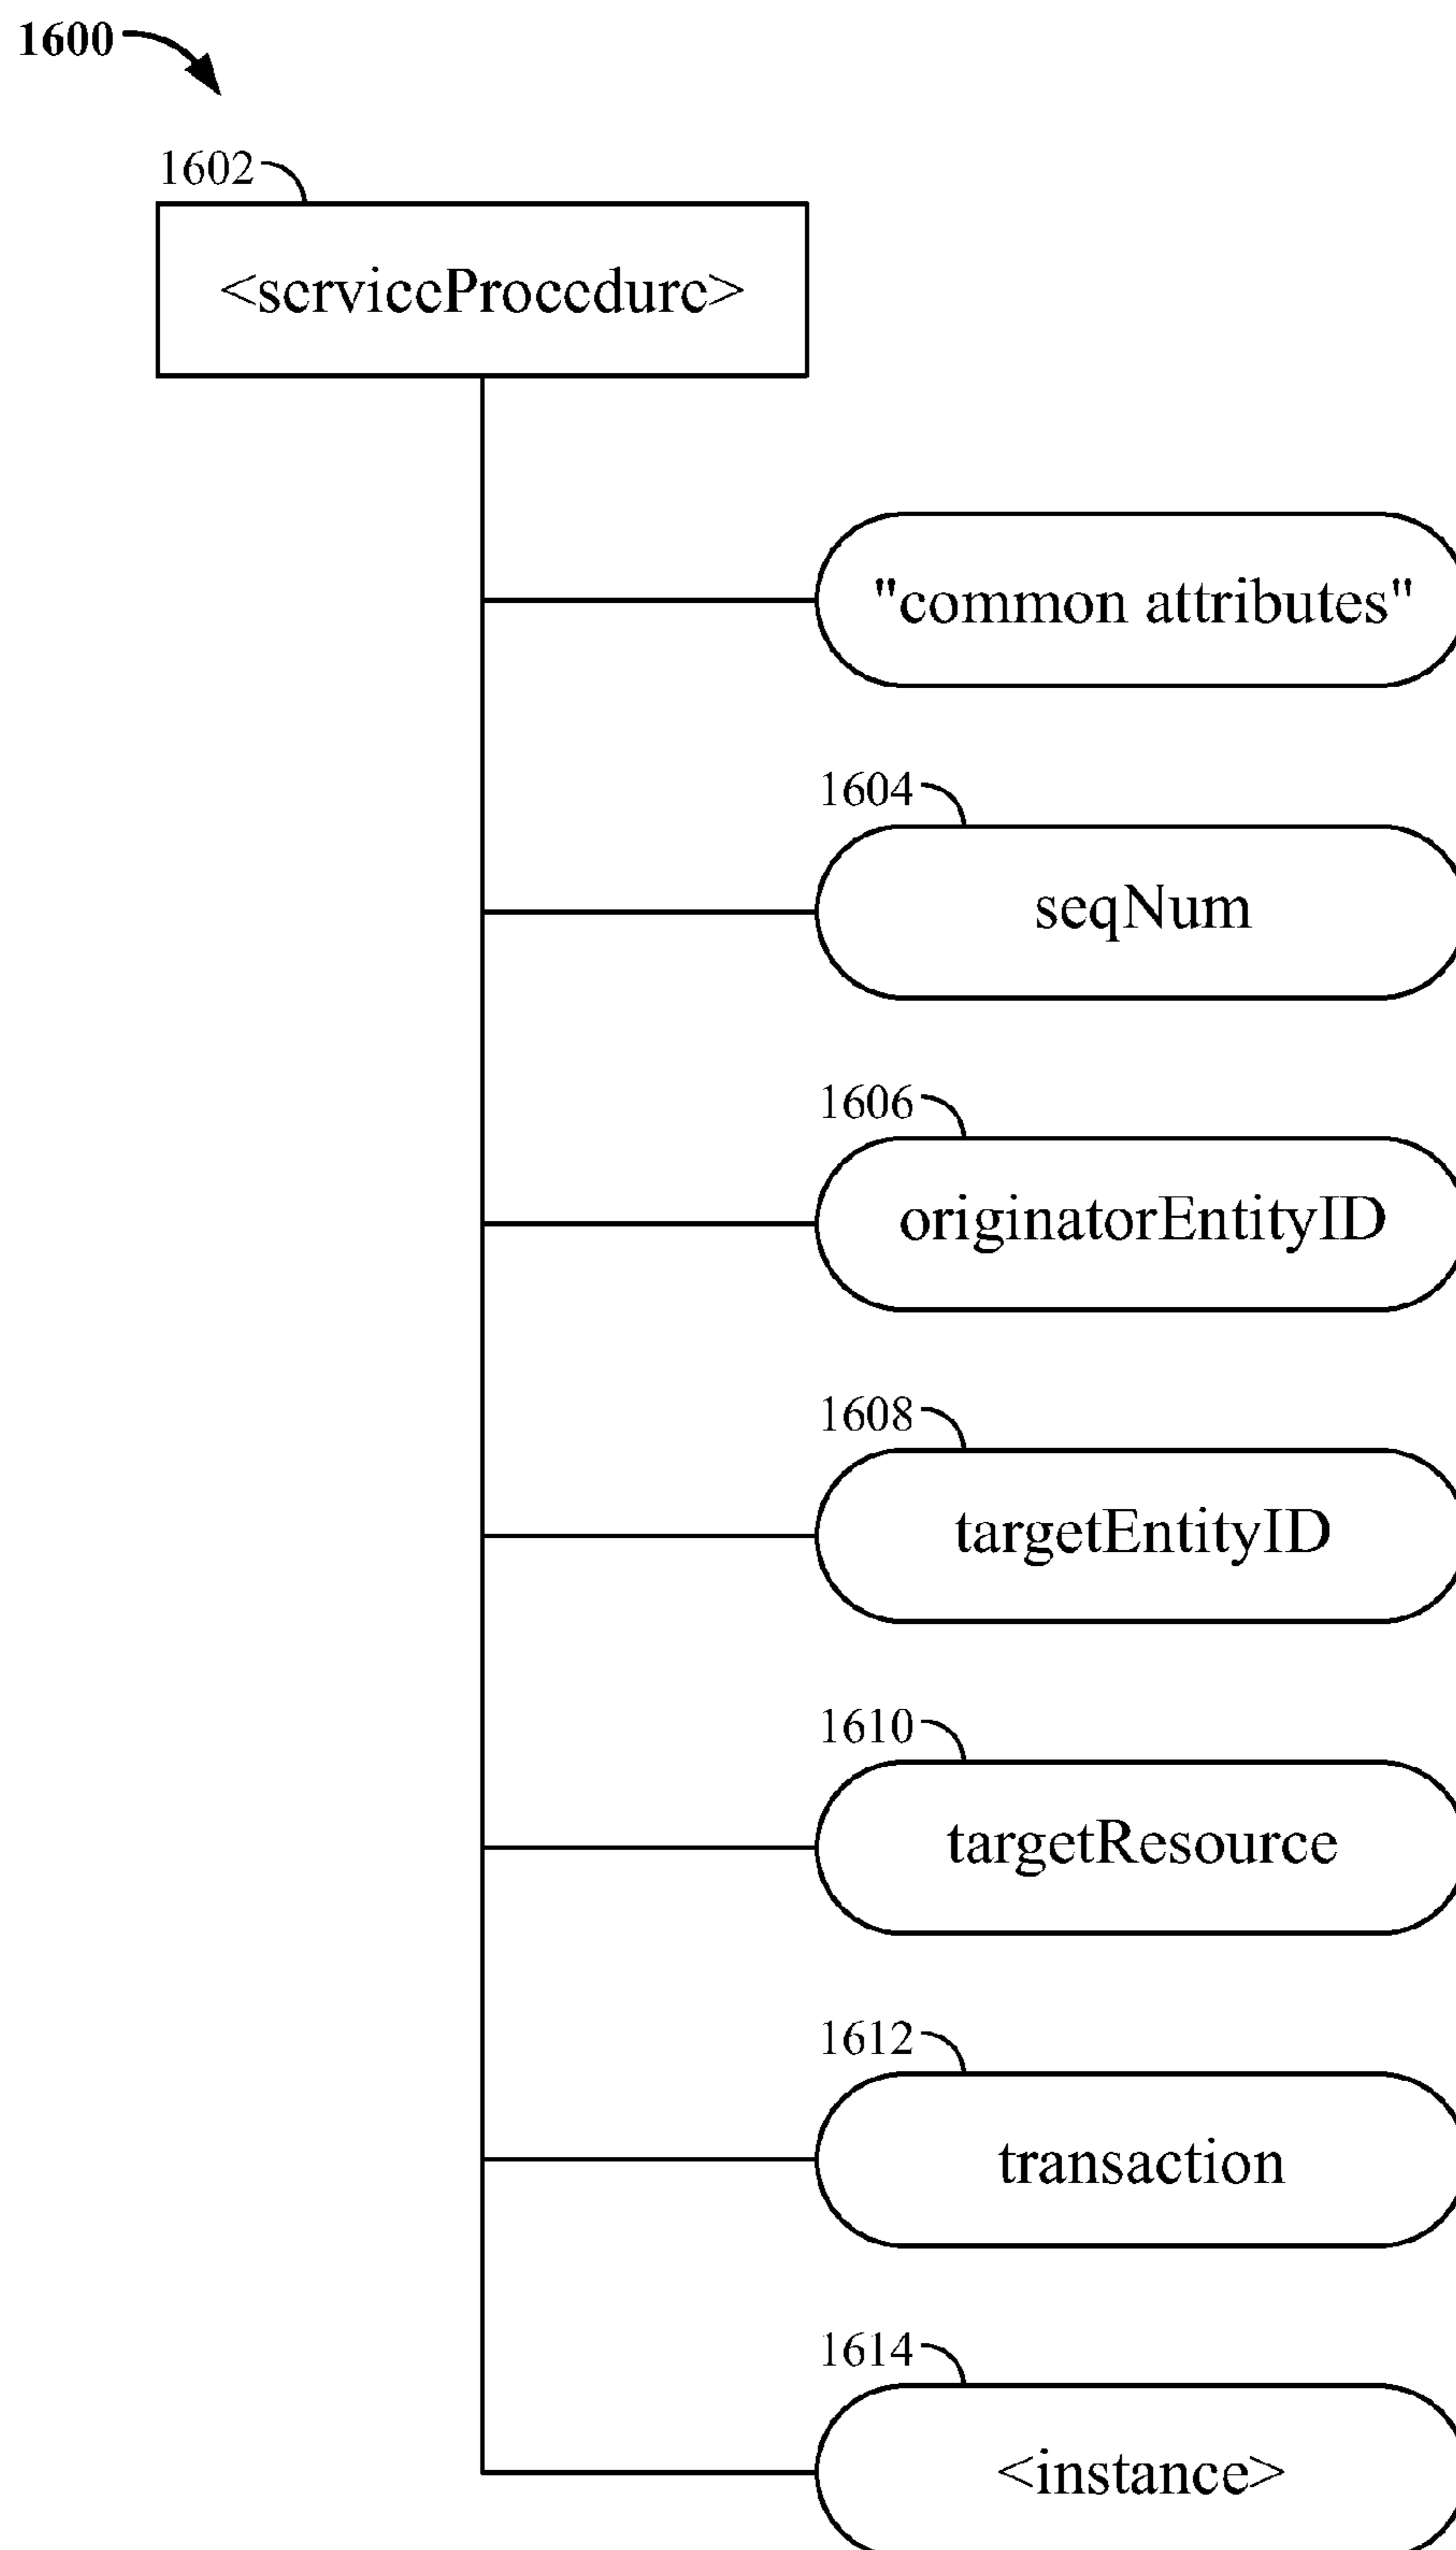 1600
1602
<serviceProcedure>
"common attributes"
1604
seqNum
1606
originatorEntityID
1608
targetEntityID
1610
targetResource
1612
transaction
1614
<instance>